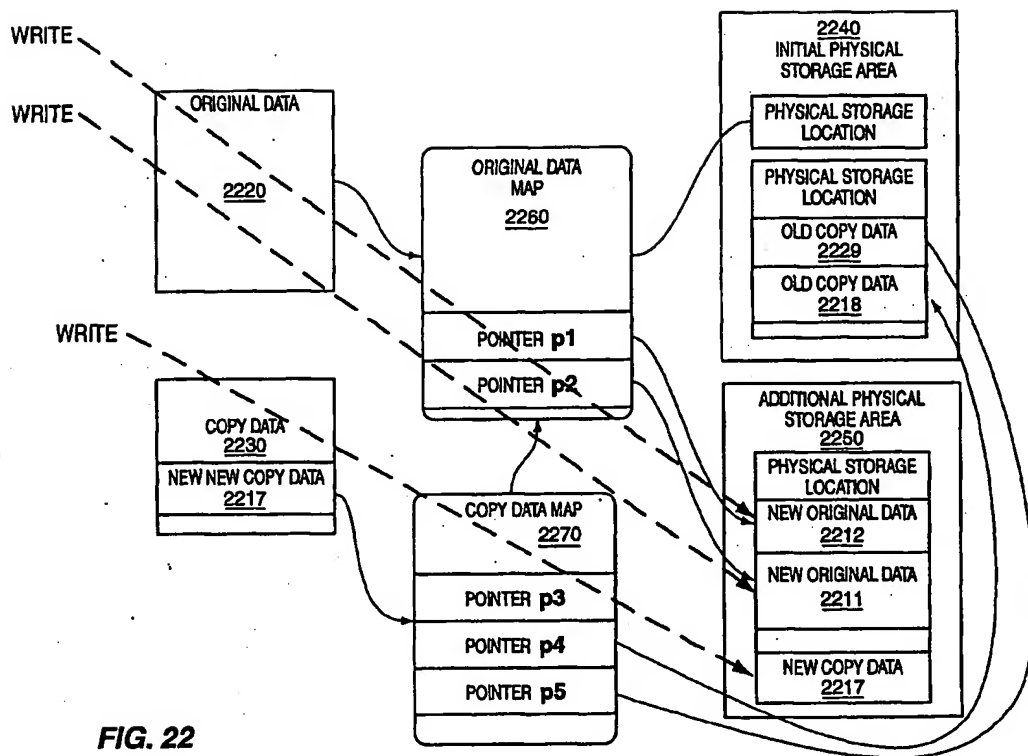 WRITE
WRITE
ORIGINAL DATA
2220
WRITE
COPY DATA
2230
NEW NEW COPY DATA
2217
ORIGINAL DATA
MAP
2260
POINTER p1
POINTER p2
COPY DATA MAP
2270
POINTER p3
POINTER p4
POINTER p5
2240
INITIAL PHYSICAL
STORAGE AREA
PHYSICAL STORAGE
LOCATION
PHYSICAL STORAGE
LOCATION
OLD COPY DATA
2229
OLD COPY DATA
2218
ADDITIONAL PHYSICAL
STORAGE AREA
2250
PHYSICAL STORAGE
LOCATION
NEW ORIGINAL DATA
2212
NEW ORIGINAL DATA
2211
NEW COPY DATA
2217
FIG. 22